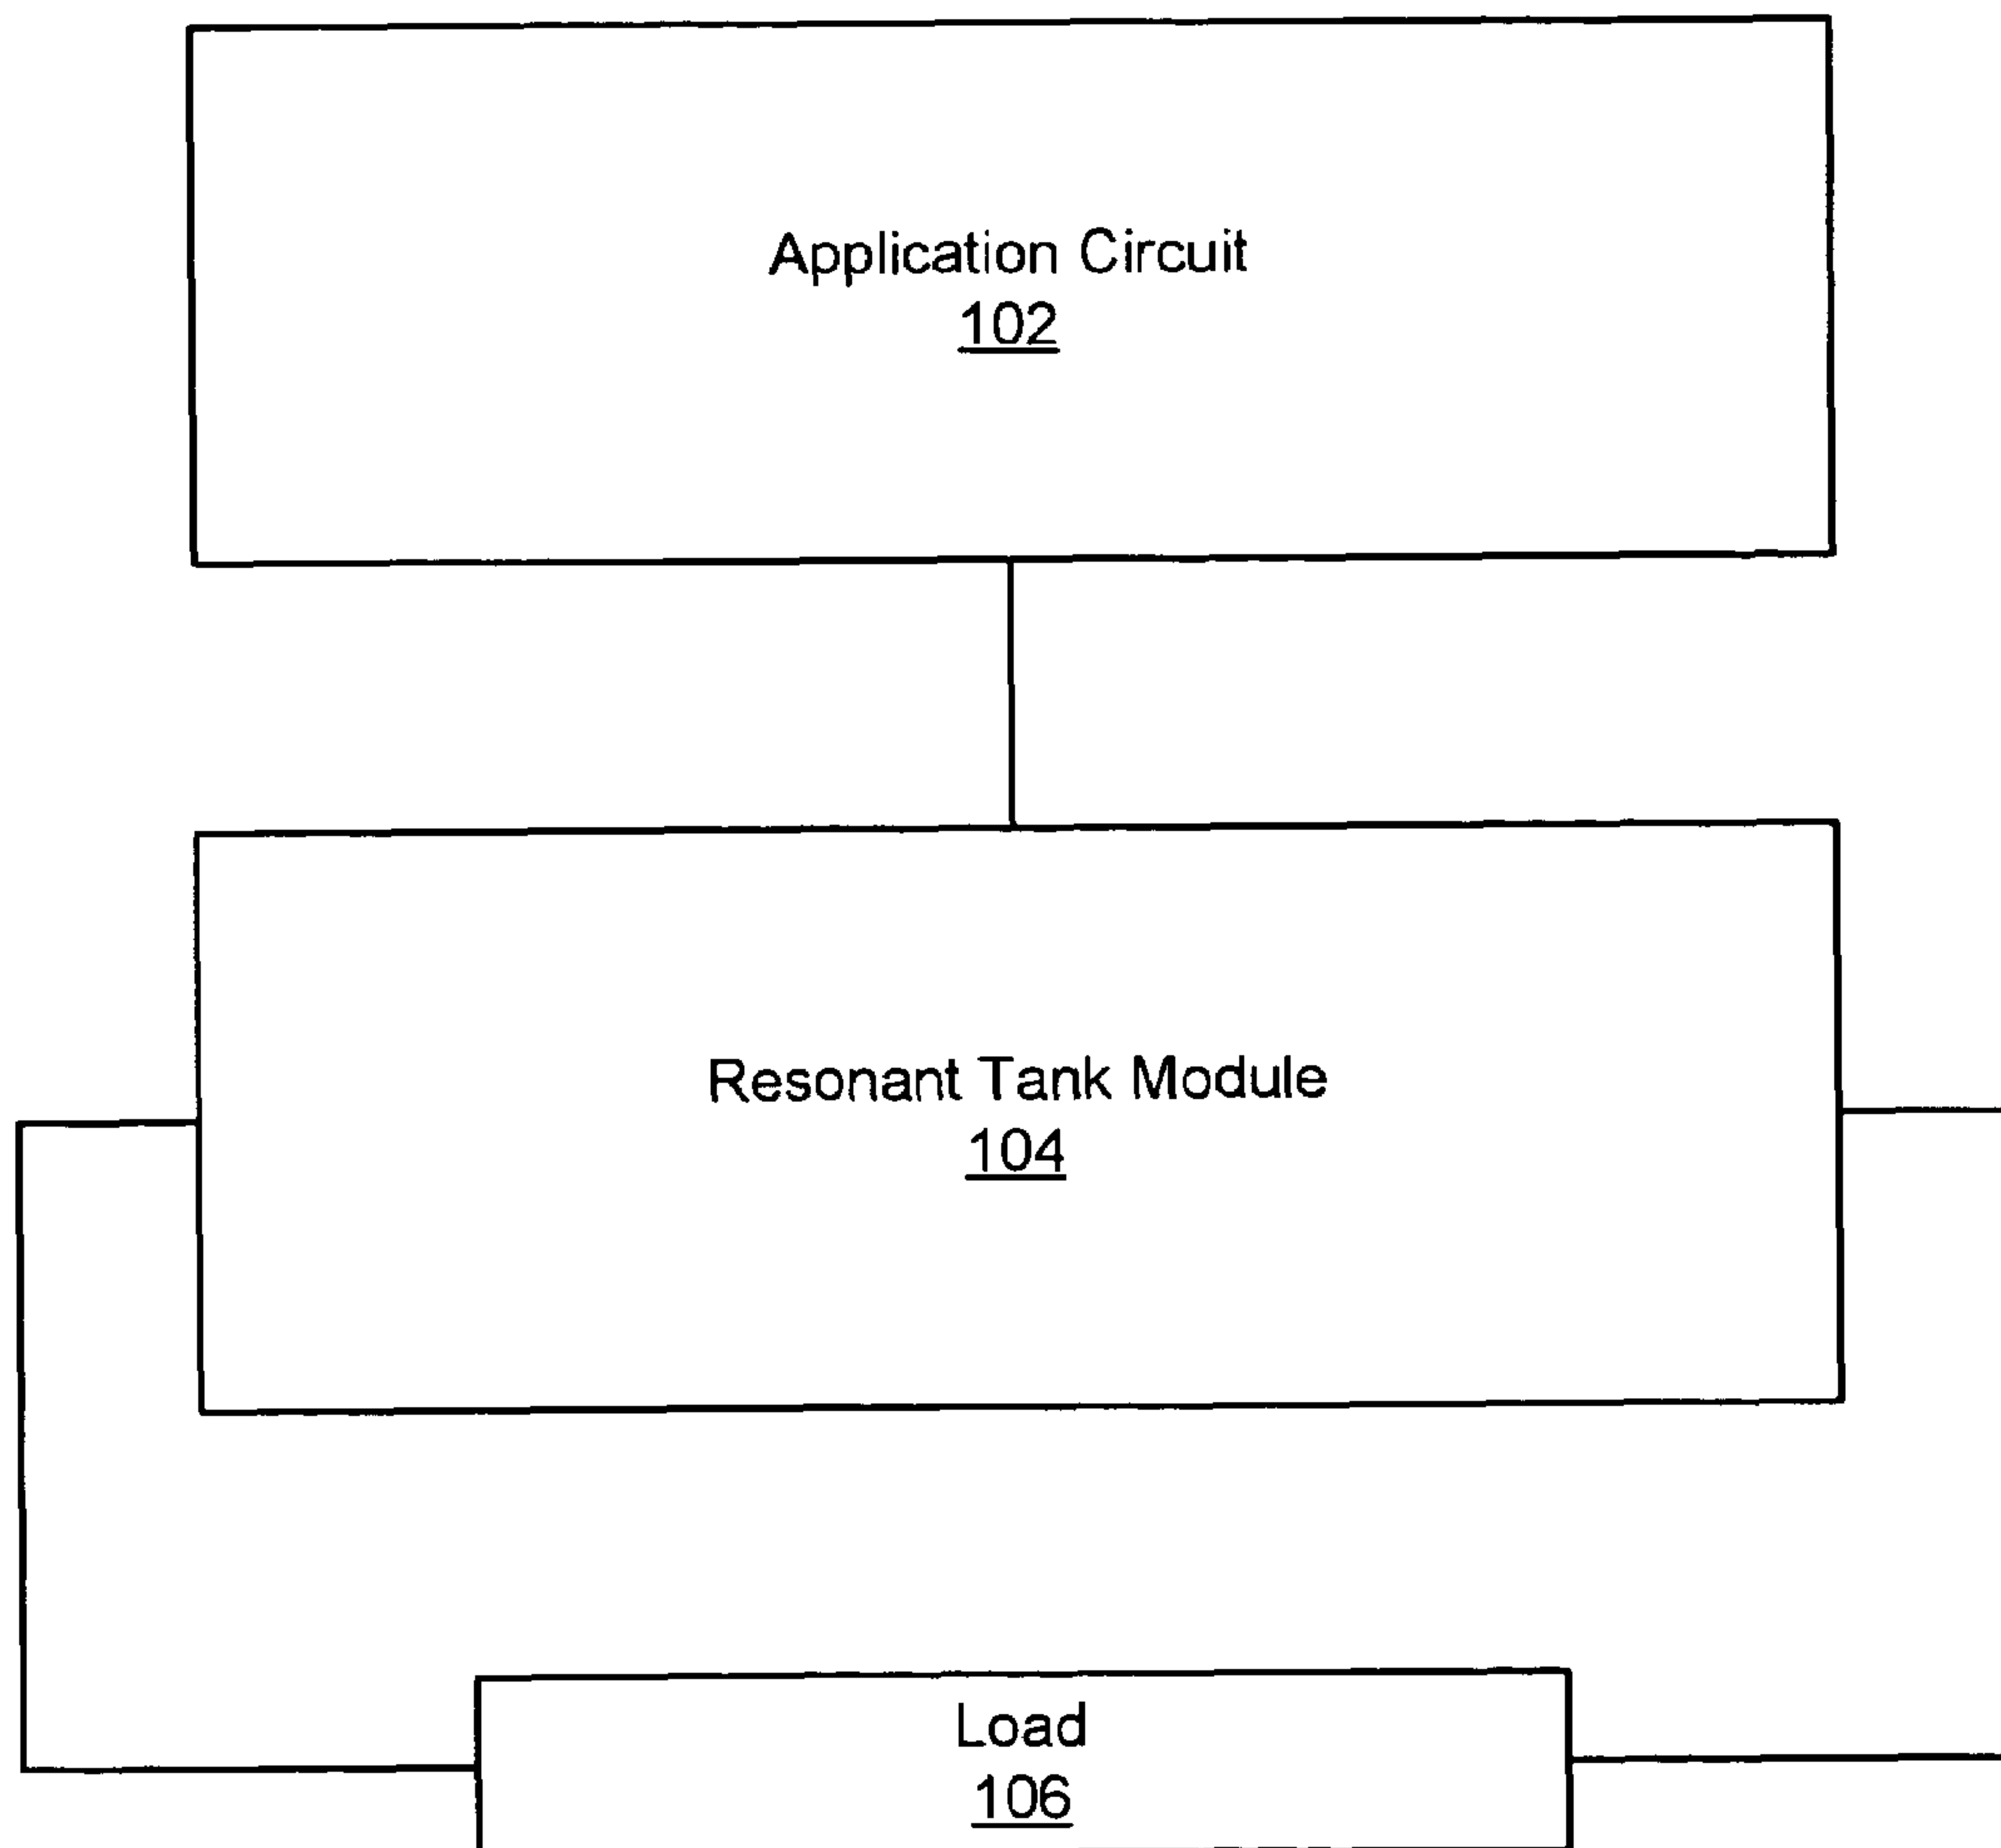 Application Circuit
102
Resonant Tank Module
104
Load
106